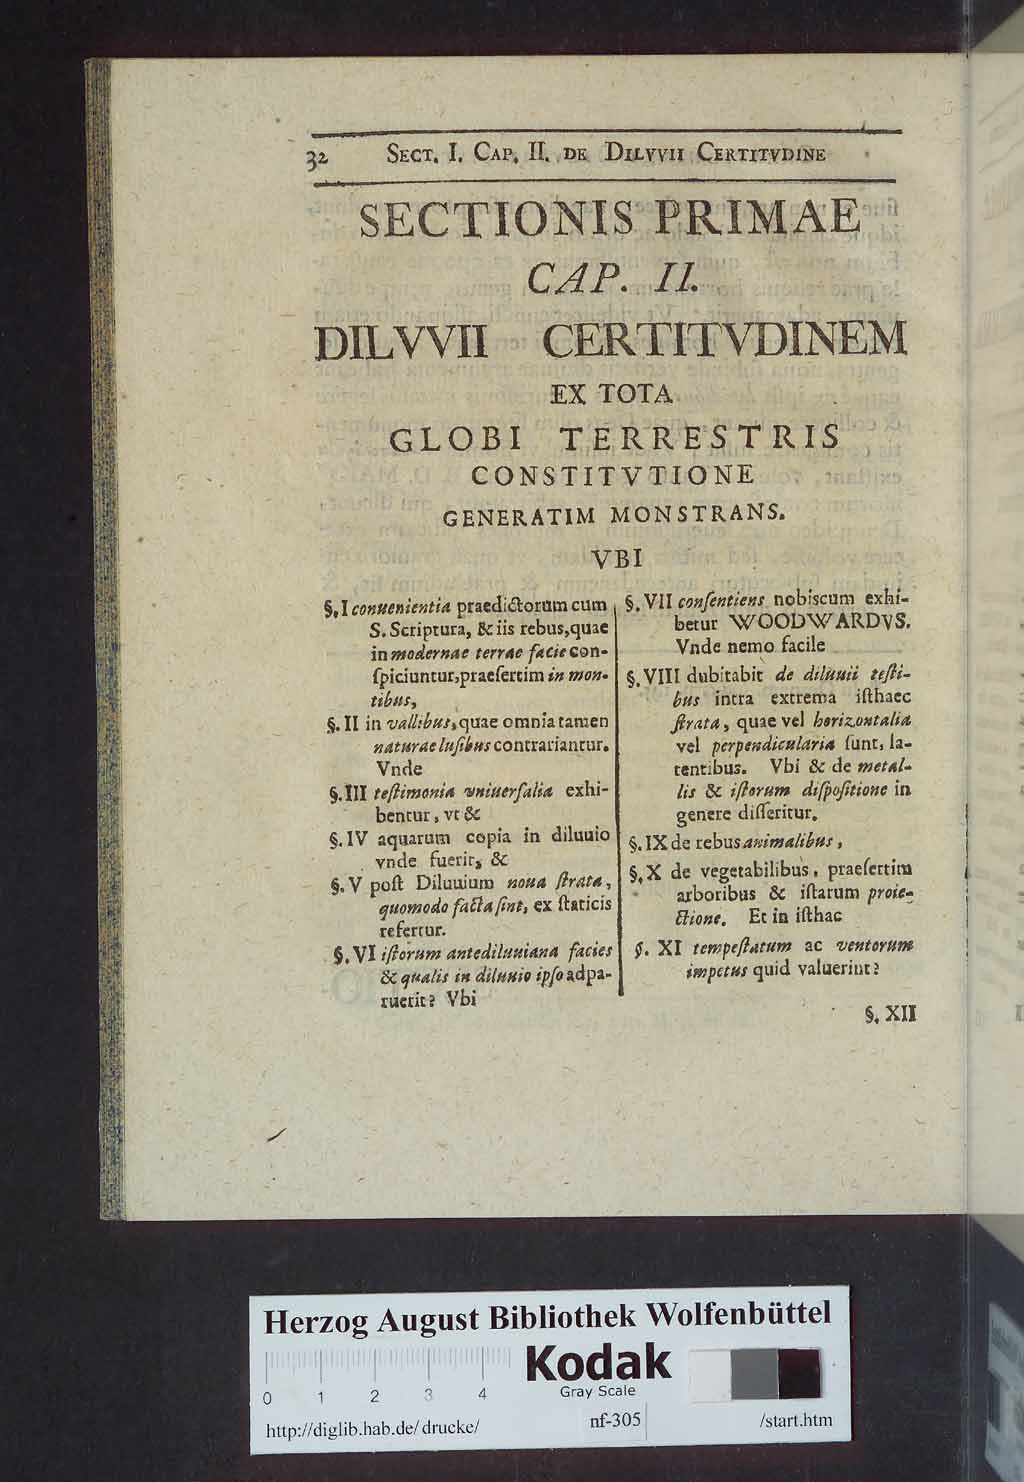 32 SECT. I. CAP. II. DE DILVVII CERTITVDINE
SECTIONIS PRIMAE
CAP. II.
DILVVII CERTITVDINEM
EX TOTA
GLOBI TERRESTRIS
CONSTITVTIONE
GENERATIM MONSTRANS.
VBI
§. I conuenientia praedictorum cum
S. Scriptura, & iis rebus, quae
in modernae terrae facie con-
ſpiciuntur, praeſertim in mon-
tibus,
§. II in vallibus, quae omnia tamen
naturae luſibus contrariantur.
Vnde
§. III teſtimonia vniuerſalia exhi-
bentur, vt &
§. IV aquarum copia in diluuio
vnde fuerit, &
§. V poſt Diluuium noua ſtrata,
quomodo facta ſint, ex ſtaticis
refertur.
§. VI iſtorum antediluuiana facies
& qualis in diluuio ipſo adpa-
ruerit? Vbi
§. VII conſentiens nobiscum exhi-
betur WOODWARDVS.
Vnde nemo facile
§. VIII dubitabit de diluuii teſti-
bus intra extrema iſthaec
ſtrata, quae vel horizontalia
vel perpendicularia ſunt, la-
tentibus. Vbi & de metal-
lis & iſtorum diſpoſitione in
genere diſſeritur.
§. IX de rebus animalibus,
§. X de vegetabilibus, praeſertim
arboribus & iſtarum proie-
ctione. Et in iſthac
§. XI tempeſtatum ac ventorum
impetus quid valuerint?
§. XII
Herzog August Bibliothek Wolfenbüttel
0 1 2 3 4
Kodak
Gray Scale
http://diglib.hab.de/drucke/ nf-305 /start.htm